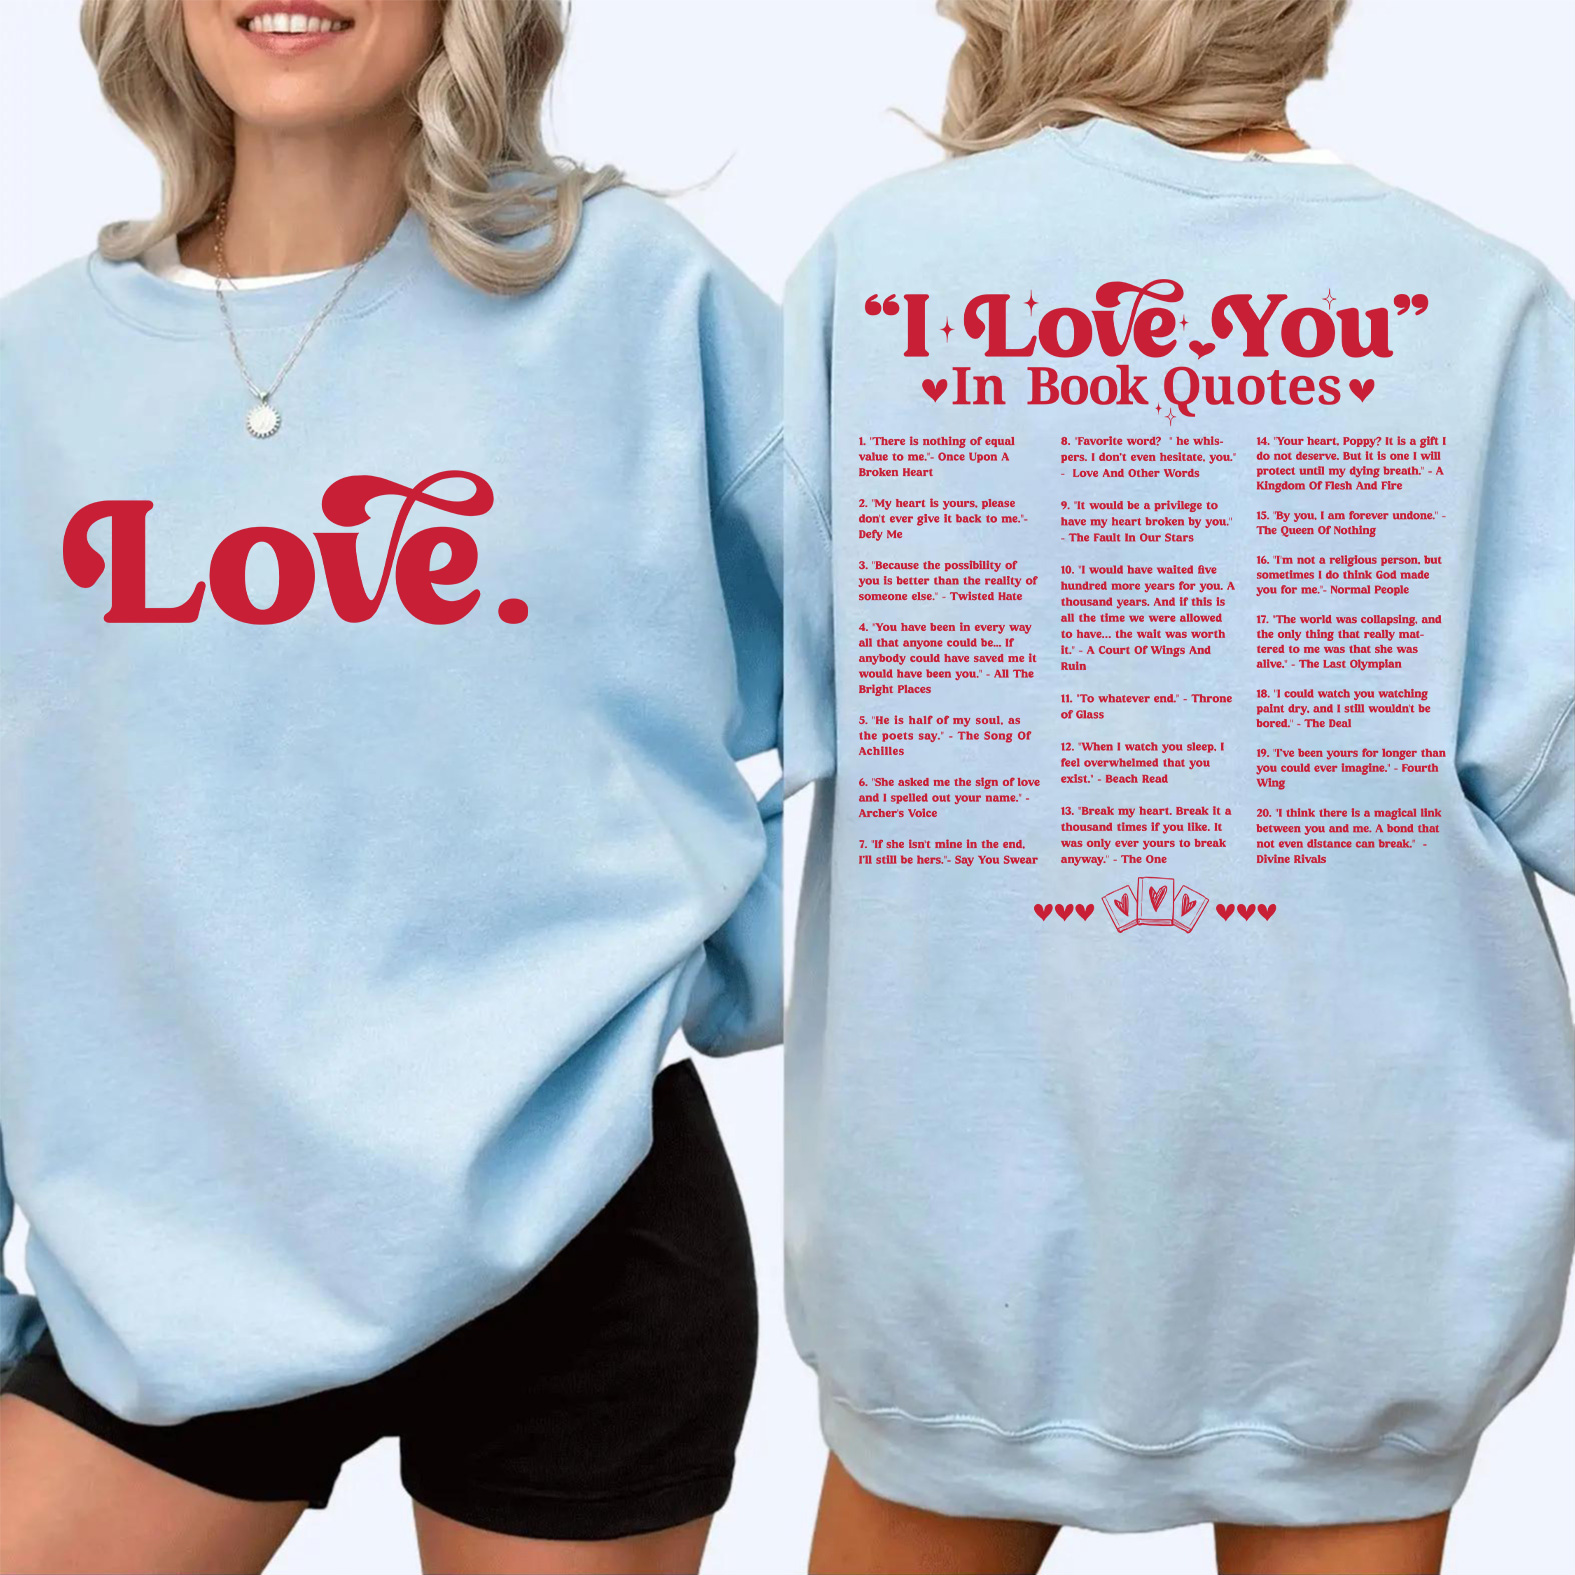 Love.
“I Love You”
In Book Quotes
1. "There is nothing of equal
value to me."- Once Upon A
Broken Heart
2. "My heart is yours, please
don't ever give it back to me."-
Defy Me
3. "Because the possibility of
you is better than the reality of
someone else." - Twisted Hate
4. "You have been in every way
all that anyone could be... If
anybody could have saved me it
would have been you." - All The
Bright Places
5. "He is half of my soul, as
the poets say." - The Song Of
Achilles
6. "She asked me the sign of love
and I spelled out your name." -
Archer's Voice
7. "If she isn't mine in the end,
I'll still be hers."- Say You Swear
8. "Favorite word? " he whis-
pers. I don't even hesitate, you."
- Love And Other Words
9. "It would be a privilege to
have my heart broken by you."
- The Fault In Our Stars
10. "I would have waited five
hundred more years for you. A
thousand years. And if this is
all the time we were allowed
to have... the wait was worth
it." - A Court Of Wings And
Ruin
11. "To whatever end." - Throne
of Glass
12. "When I watch you sleep, I
feel overwhelmed that you
exist." - Beach Read
13. "Break my heart. Break it a
thousand times if you like. It
was only ever yours to break
anyway." - The One
14. "Your heart, Poppy? It is a gift I
do not deserve. But it is one I will
protect until my dying breath." - A
Kingdom Of Flesh And Fire
15. "By you, I am forever undone." -
The Queen Of Nothing
16. "I'm not a religious person, but
sometimes I do think God made
you for me."- Normal People
17. "The world was collapsing, and
the only thing that really mat-
tered to me was that she was
alive." - The Last Olympian
18. "I could watch you watching
paint dry, and I still wouldn't be
bored." - The Deal
19. "I've been yours for longer than
you could ever imagine." - Fourth
Wing
20. "I think there is a magical link
between you and me. A bond that
not even distance can break." -
Divine Rivals